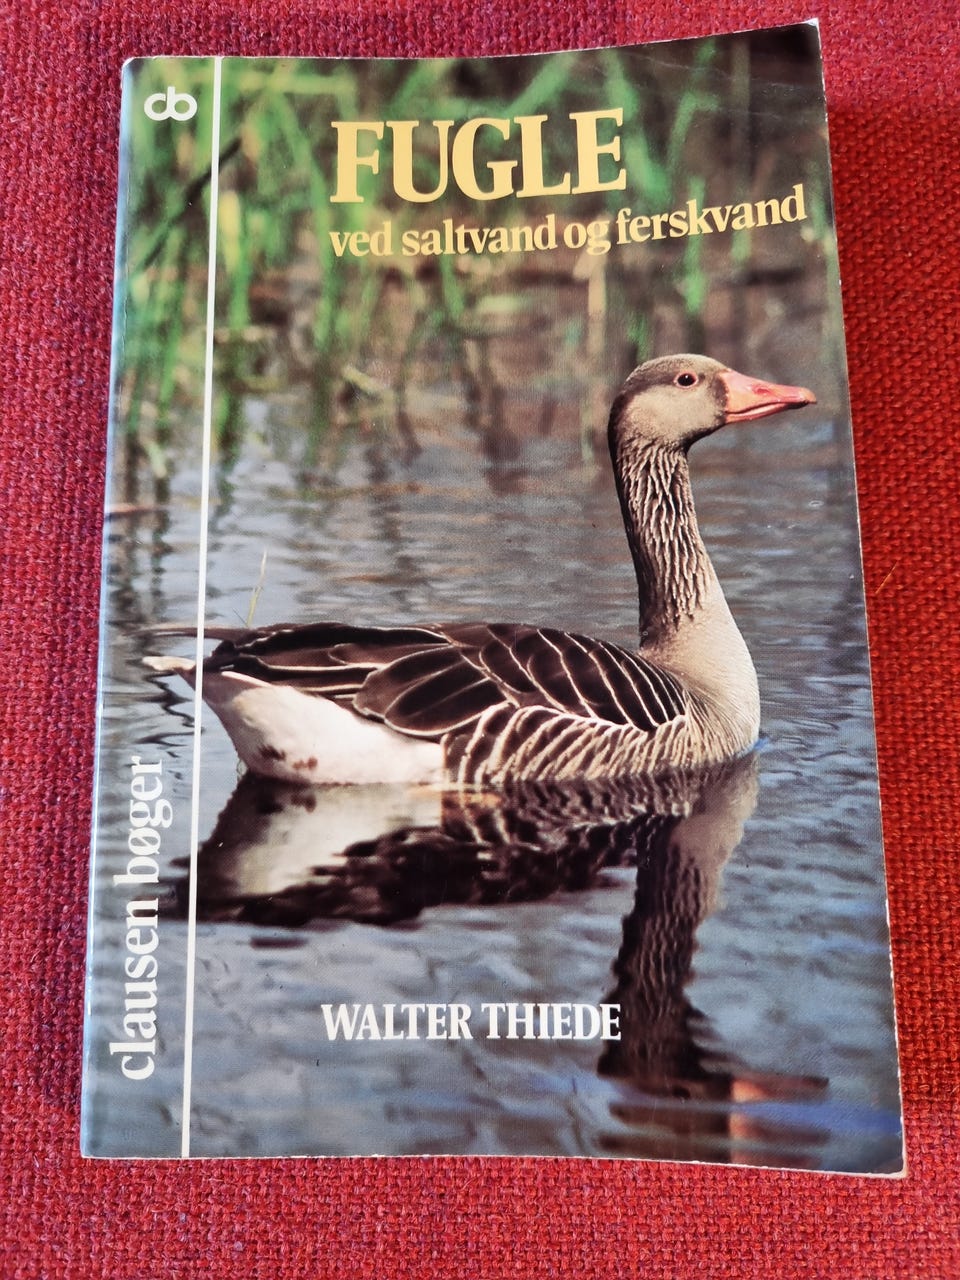 cb
FUGLE
ved saltvand og ferskvand
clausen bøger
WALTER THIEDE